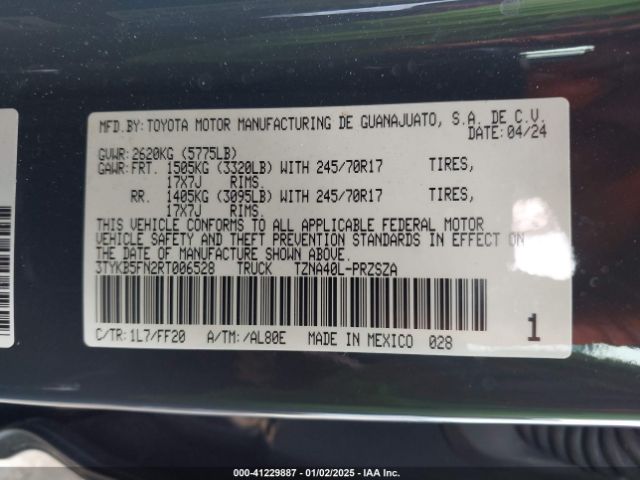 MFD.BY: TOYOTA MOTOR MANUFACTURING DE GUANAJUATO, S.A. DE C.V.
DATE: 04/24
GVWR: 2620KG (5775LB)
GAWR: FRT. 1505KG (3320LB) WITH 245/70R17 TIRES,
17X7J RIMS.
RR. 1405KG (3095LB) WITH 245/70R17 TIRES,
17X7J RIMS.
THIS VEHICLE CONFORMS TO ALL APPLICABLE FEDERAL MOTOR
VEHICLE SAFETY AND THEFT PREVENTION STANDARDS IN EFFECT
ON THE DATE OF MANUFACTURE SHOWN ABOVE.
3TYKB5FN2RT006528 TRUCK TZNA40L-PRZSZA
C/TR: 1L7/FF20 A/TM: /AL80E MADE IN MEXICO 028
1
000-41229887 - 01/02/2025 - IAAI